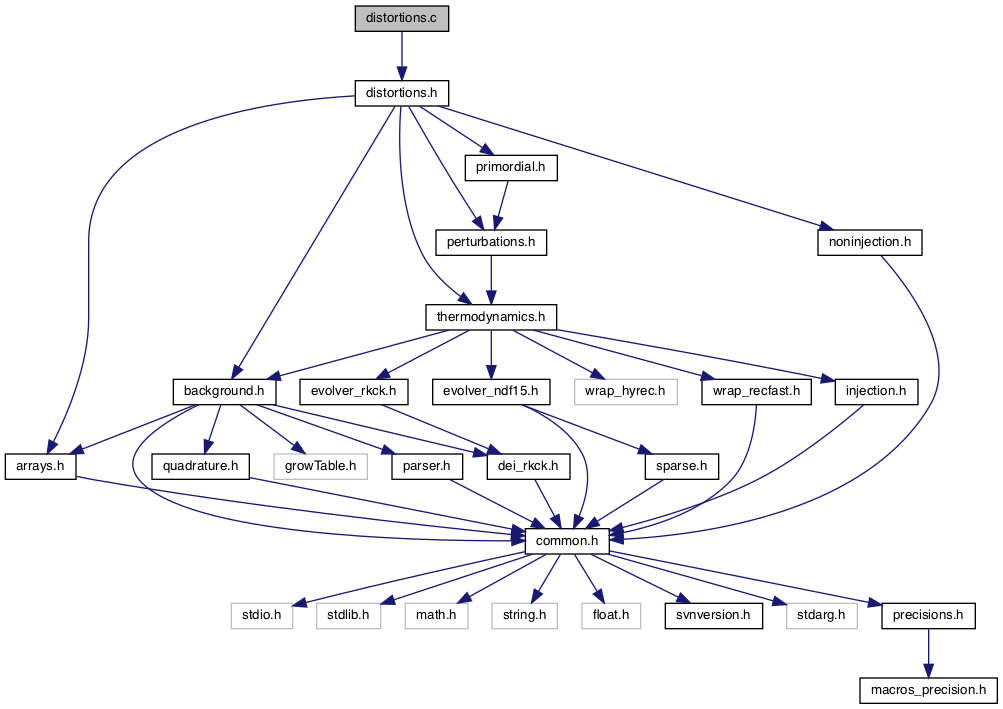 distortions.c
distortions.h
primordial.h
perturbations.h
noninjection.h
thermodynamics.h
background.h
evolver_rkck.h
evolver_ndf15.h
wrap_hyrec.h
wrap_recfast.h
injection.h
arrays.h
quadrature.h
growTable.h
parser.h
dei_rkck.h
sparse.h
common.h
stdio.h
stdlib.h
math.h
string.h
float.h
svnversion.h
stdarg.h
precisions.h
macros_precision.h